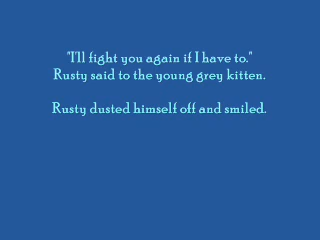 "I'll fight you again if I have to."
Rusty said to the young grey kitten.
Rusty dusted himself off and smiled.